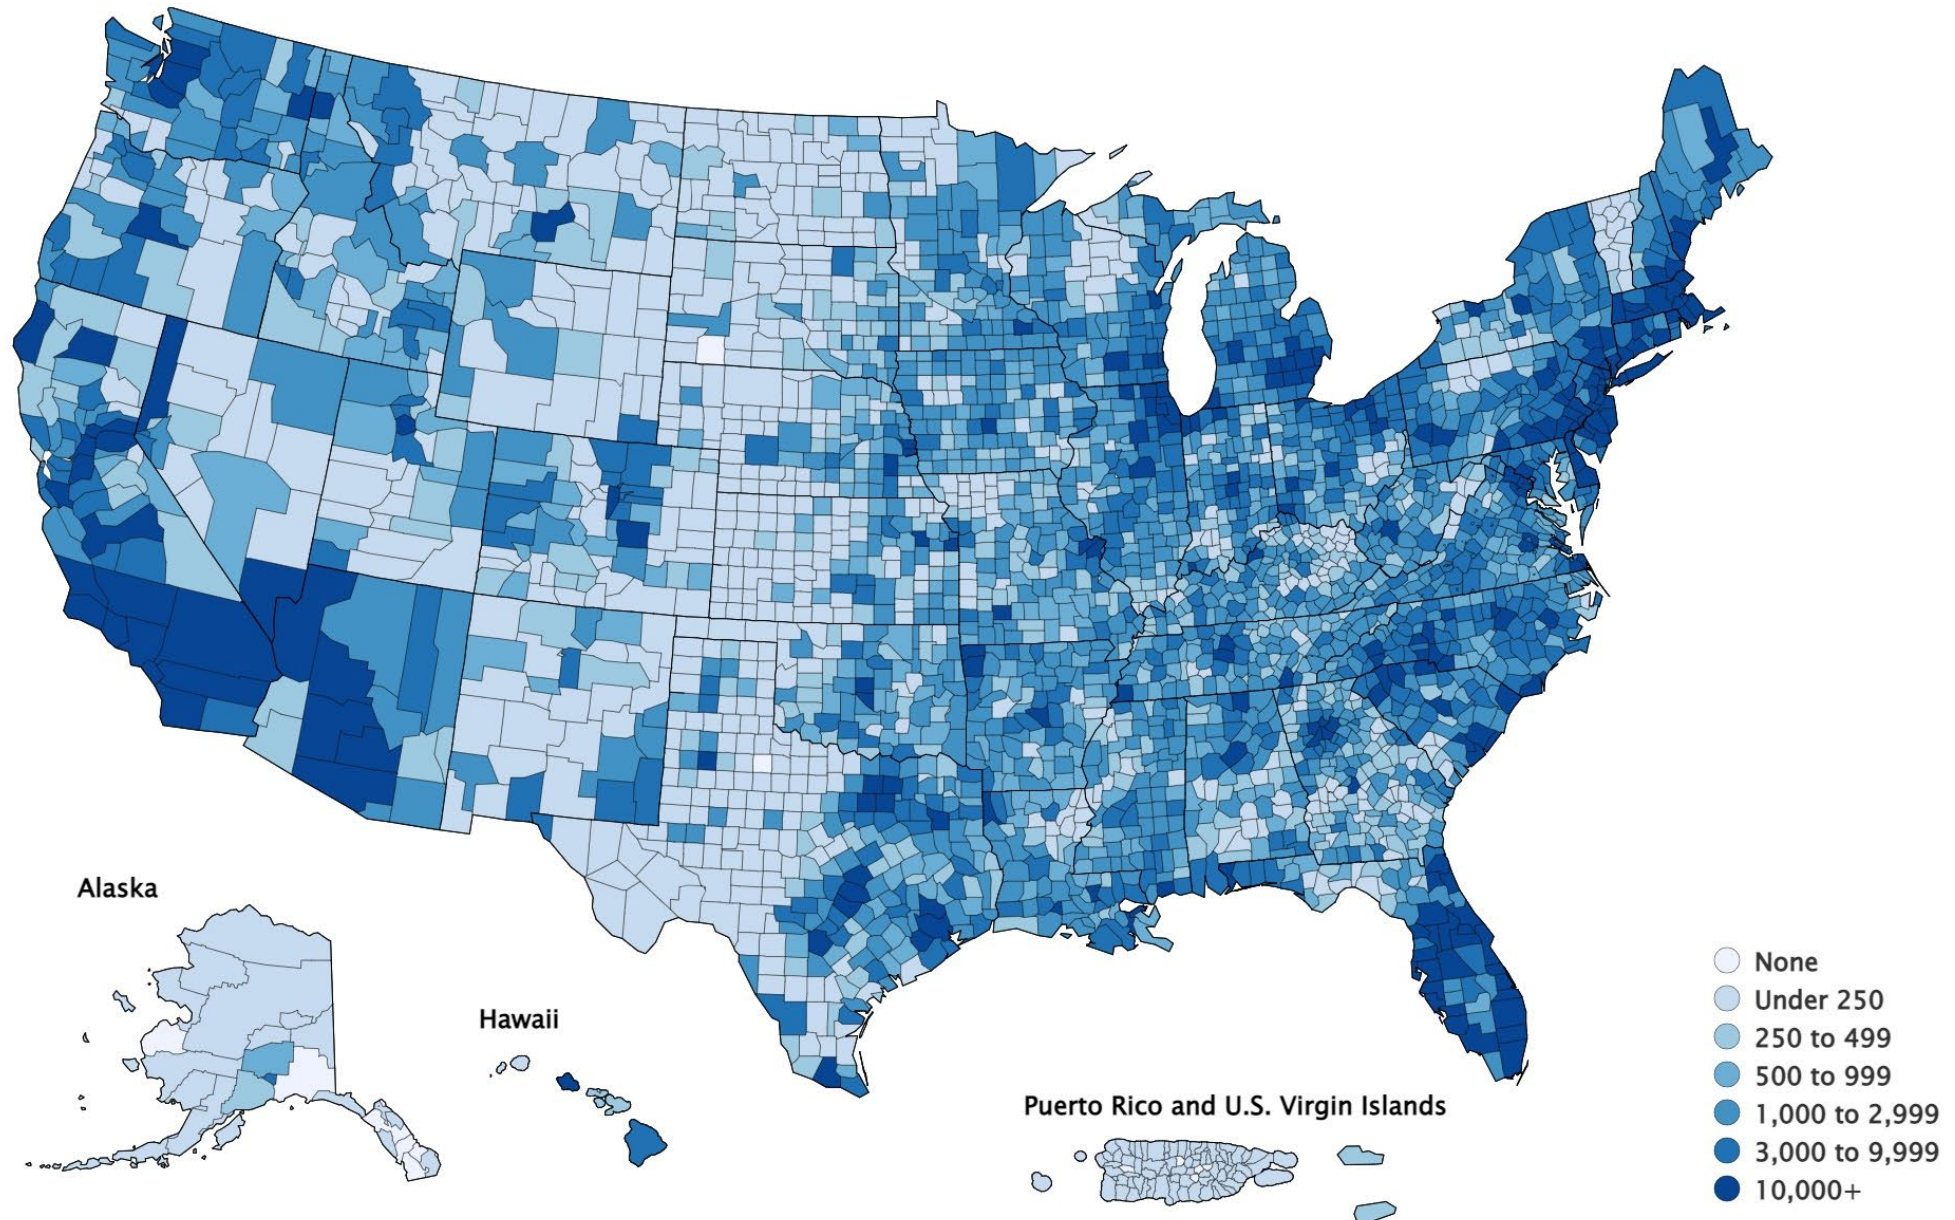 Alaska
Hawaii
Puerto Rico and U.S. Virgin Islands
None
Under 250
250 to 499
500 to 999
1,000 to 2,999
3,000 to 9,999
10,000+